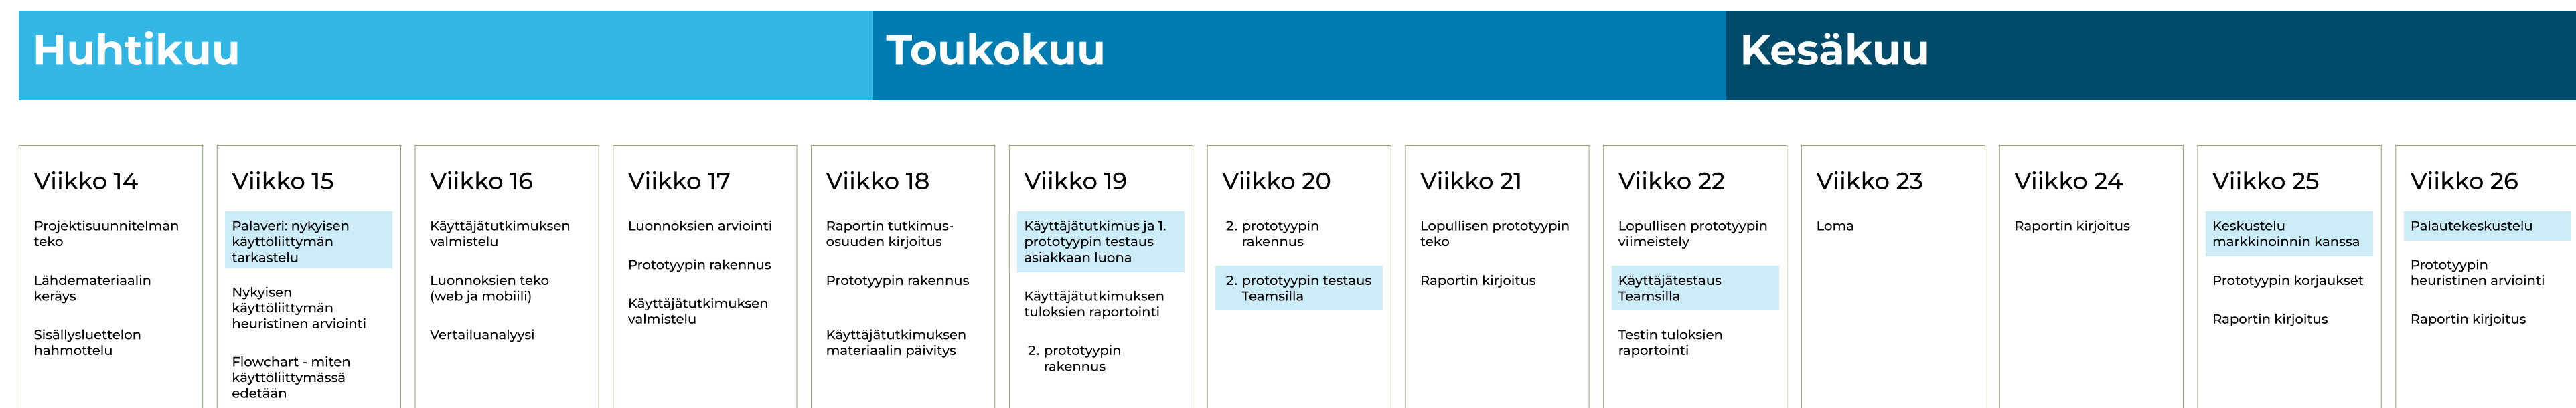 Huhtikuu
Toukokuu
Kesäkuu
Viikko 14
Projektisuunnitelman
teko
Lähdemateriaalin
keräys
Sisällysluettelon
hahmottelu
Viikko 15
Palaveri: nykyisen
käyttöliittymän
tarkastelu
Nykyisen
käyttöliittymän
heuristinen arviointi
Flowchart - miten
käyttöliittymässä
edetään
Viikko 16
Käyttäjätutkimuksen
valmistelu
Luonnoksien teko
(web ja mobiili)
Vertailuanalyysi
Viikko 17
Luonnoksien arviointi
Prototyypin rakennus
Käyttäjätutkimuksen
valmistelu
Viikko 18
Raportin tutkimus-
osuuden kirjoitus
Prototyypin rakennus
Käyttäjätutkimuksen
materiaalin päivitys
Viikko 19
Käyttäjätutkimus ja 1.
prototyypin testaus
asiakkaan luona
Käyttäjätutkimuksen
tuloksien raportointi
2. prototyypin
rakennus
Viikko 20
2. prototyypin
rakennus
2. prototyypin testaus
Teamsilla
Viikko 21
Lopullisen prototyypin
teko
Raportin kirjoitus
Viikko 22
Lopullisen prototyypin
viimeistely
Käyttäjätestaus
Teamsilla
Testin tuloksien
raportointi
Viikko 23
Loma
Viikko 24
Raportin kirjoitus
Viikko 25
Keskustelu
markkinoinnin kanssa
Prototyypin korjaukset
Raportin kirjoitus
Viikko 26
Palautekeskustelu
Prototyypin
heuristinen arviointi
Raportin kirjoitus